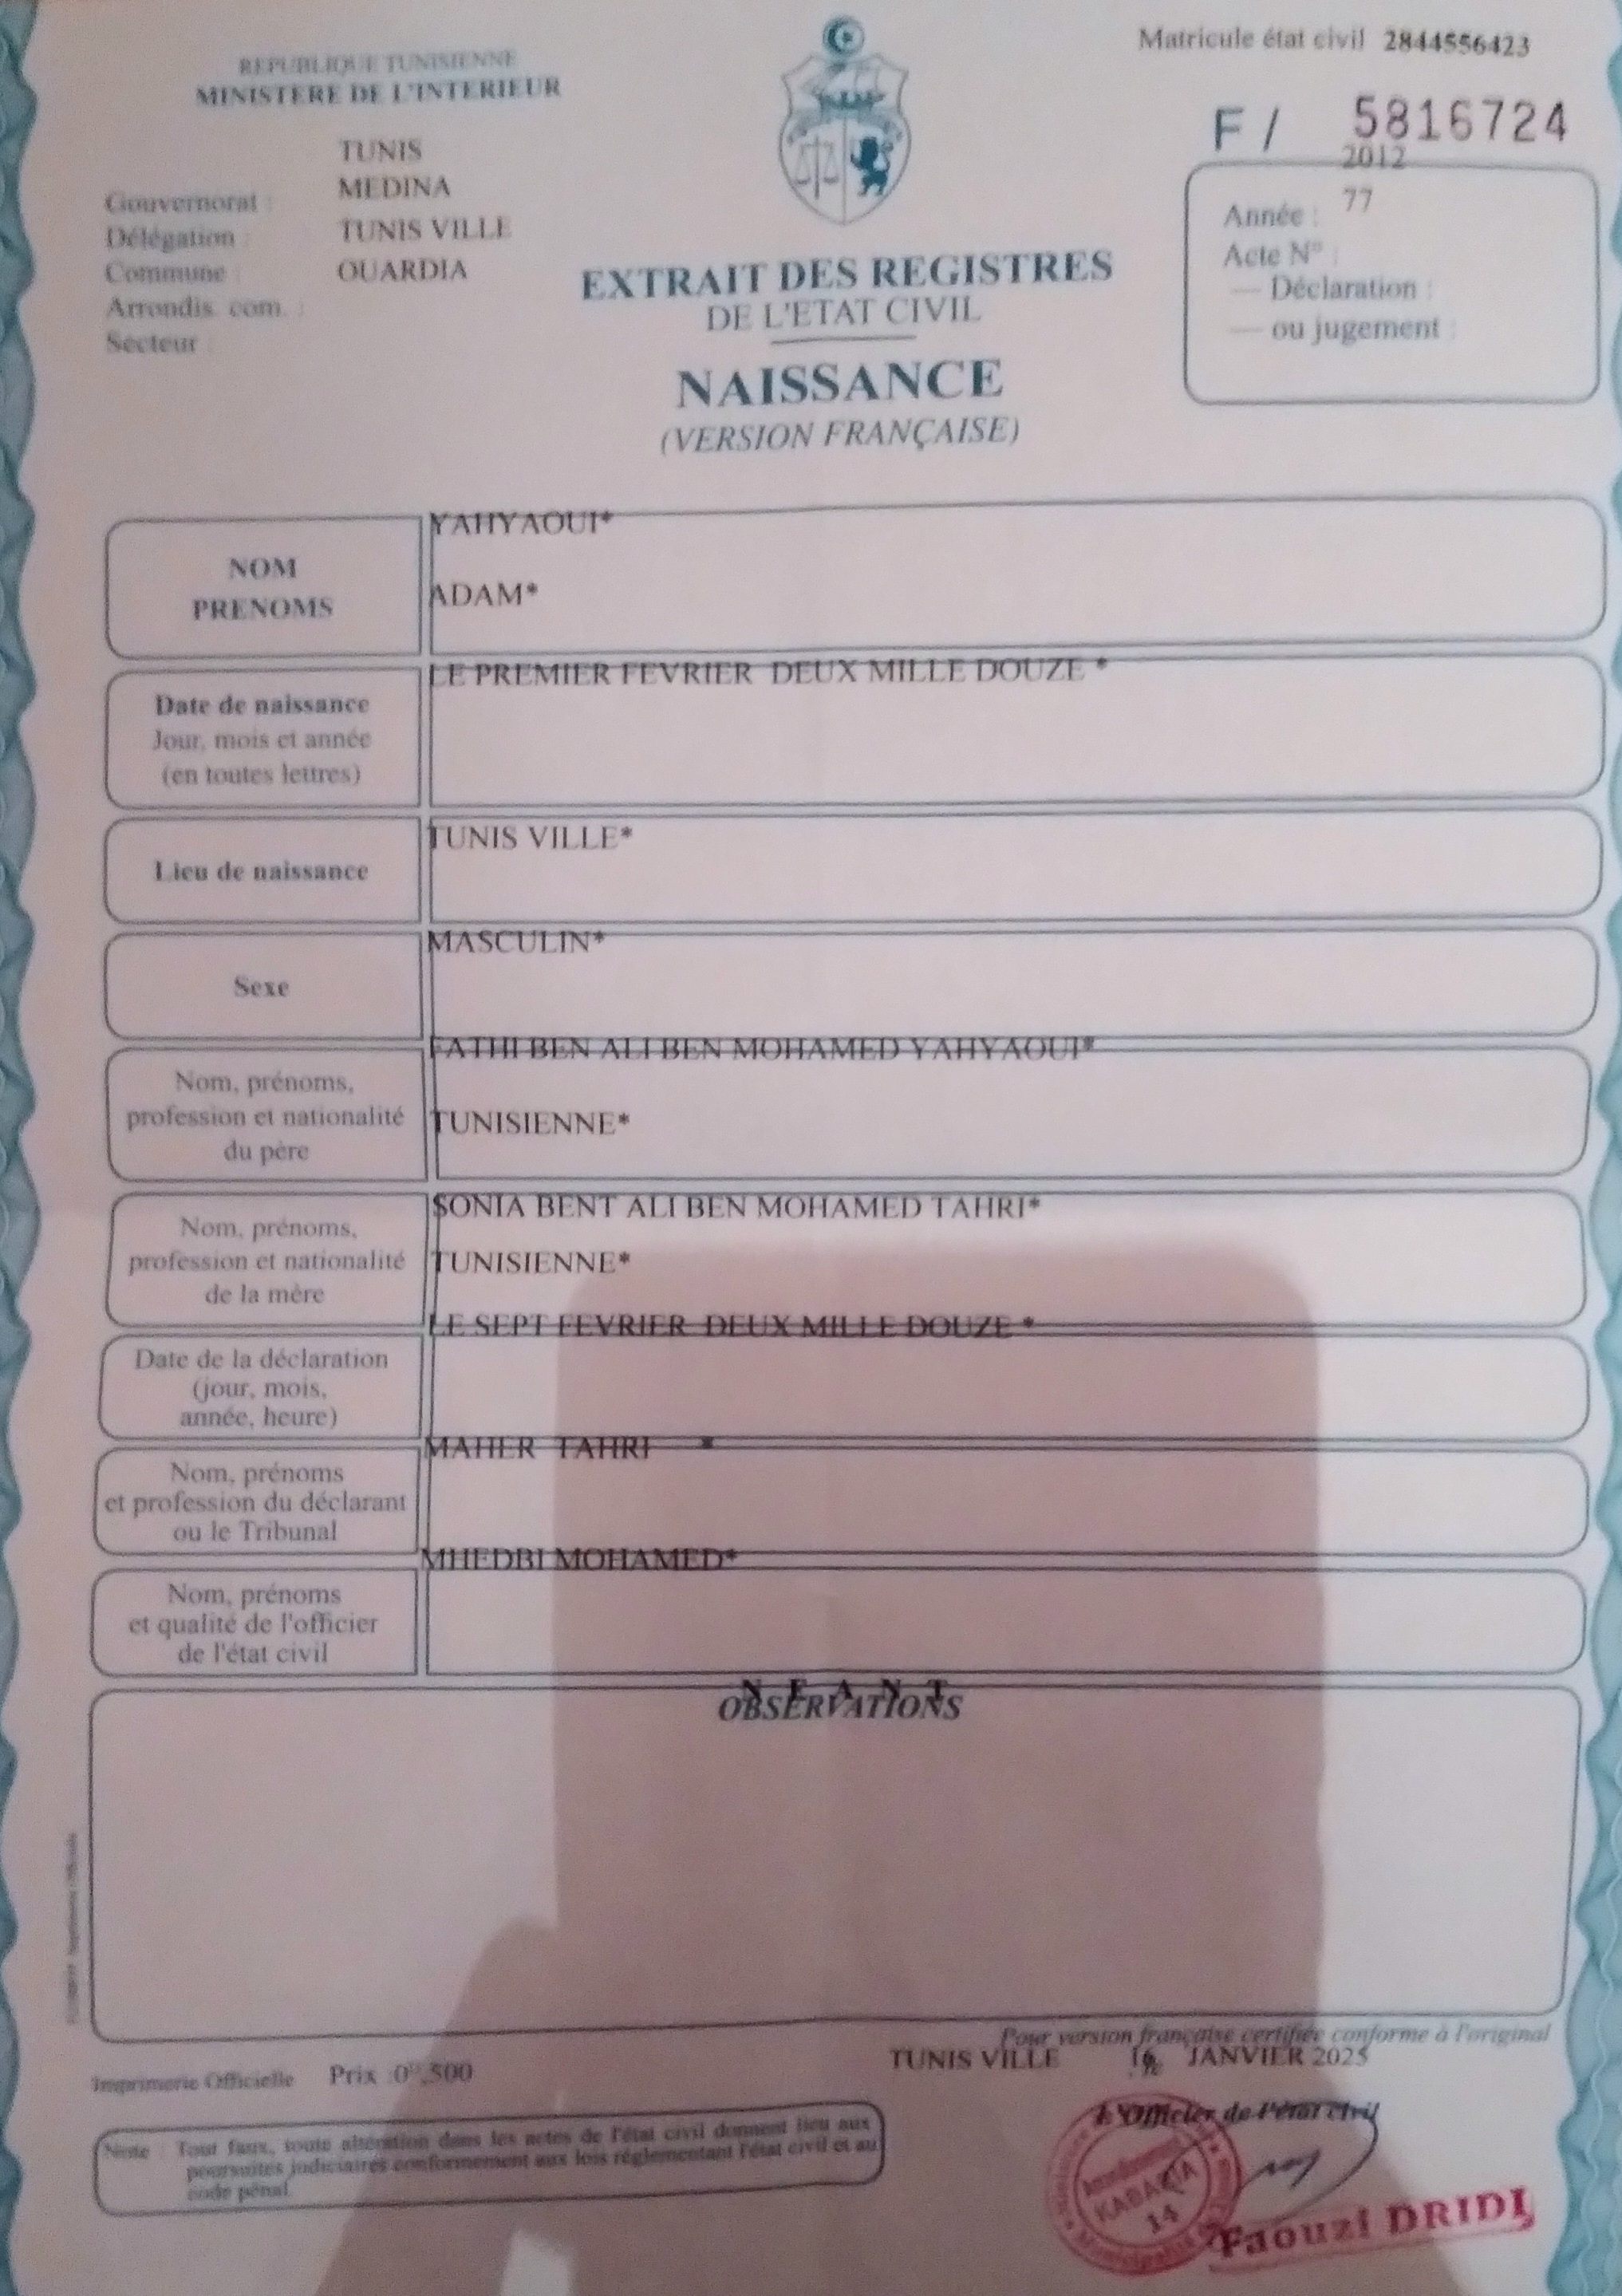 REPUBLIQUE TUNISIENNE
MINISTERE DE L'INTERIEUR
Matricule état civil 2844556423
F / 5816724
TUNIS
MEDINA
TUNIS VILLE
OUARDIA
Gouvernorat :
Délégation :
Commune :
Arrondis. com. :
Secteur :
2012
77
Année :
Acte N° :
— Déclaration :
— ou jugement :
EXTRAIT DES REGISTRES
DE L'ETAT CIVIL
NAISSANCE
(VERSION FRANÇAISE)
NOM
PRENOMS
YAHYAOUI*
ADAM*
Date de naissance
Jour, mois et année
(en toutes lettres)
LE PREMIER FEVRIER DEUX MILLE DOUZE *
Lieu de naissance
TUNIS VILLE*
Sexe
MASCULIN*
Nom, prénoms,
profession et nationalité
du père
FATHI BEN ALI BEN MOHAMED YAHYAOUI*
TUNISIENNE*
Nom, prénoms,
profession et nationalité
de la mère
SONIA BENT ALI BEN MOHAMED TAHRI*
TUNISIENNE*
Date de la déclaration
(jour, mois,
année, heure)
LE SEPT FEVRIER DEUX MILLE DOUZE *
Nom, prénoms
et profession du déclarant
ou le Tribunal
MAHER TAHRI *
Nom, prénoms
et qualité de l'officier
de l'état civil
MHEDBI MOHAMED*
N E A N T
OBSERVATIONS
Pour version française certifiée conforme à l'original
TUNIS VILLE JANVIER 2025
Imprimerie Officielle Prix :0ᴰ,500
L'Officier de l'état civil
Note : Tout faux, toute altération dans les actes de l'état civil donnent lieu aux
poursuites judiciaires conformement aux lois réglementant l'état civil et au
code pénal.
KABARIA
14
Faouzi DRIDI